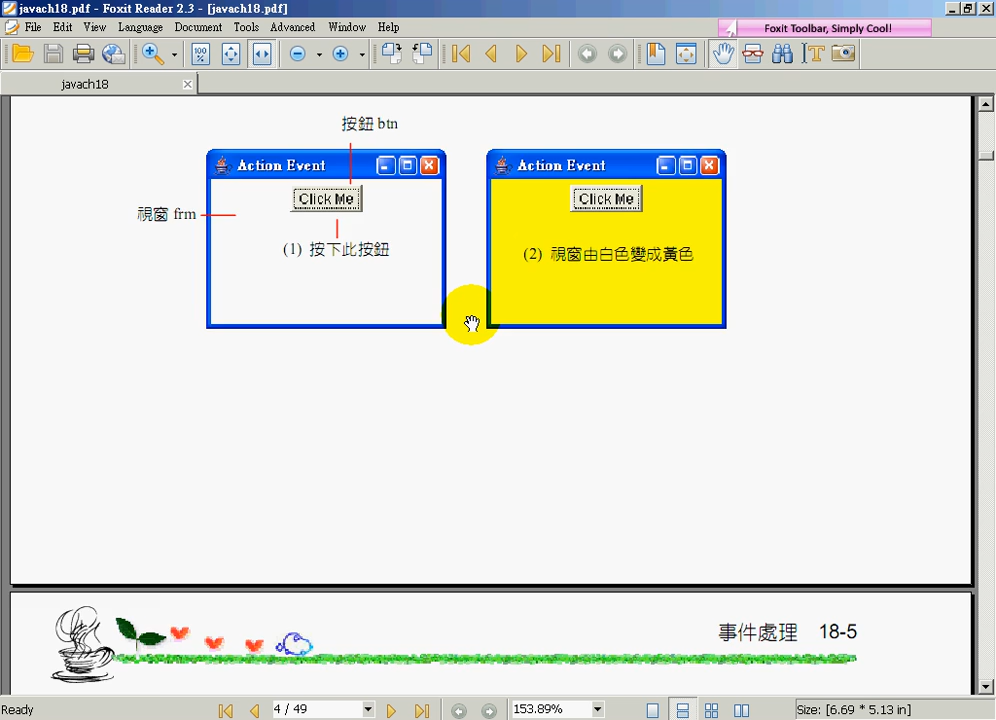 javach18.pdf - Foxit Reader 2.3 - [javach18.pdf]
File Edit View Language Document Tools Advanced Window Help
Foxit Toolbar, Simply Cool!
100 %
javach18
按鈕 btn
Action Event
Action Event
Click Me
Click Me
視窗 frm
(1) 按下此按鈕
(2) 視窗由白色變成黃色
事件處理 18-5
Ready
4 / 49
153.89%
Size: [6.69 * 5.13 in]